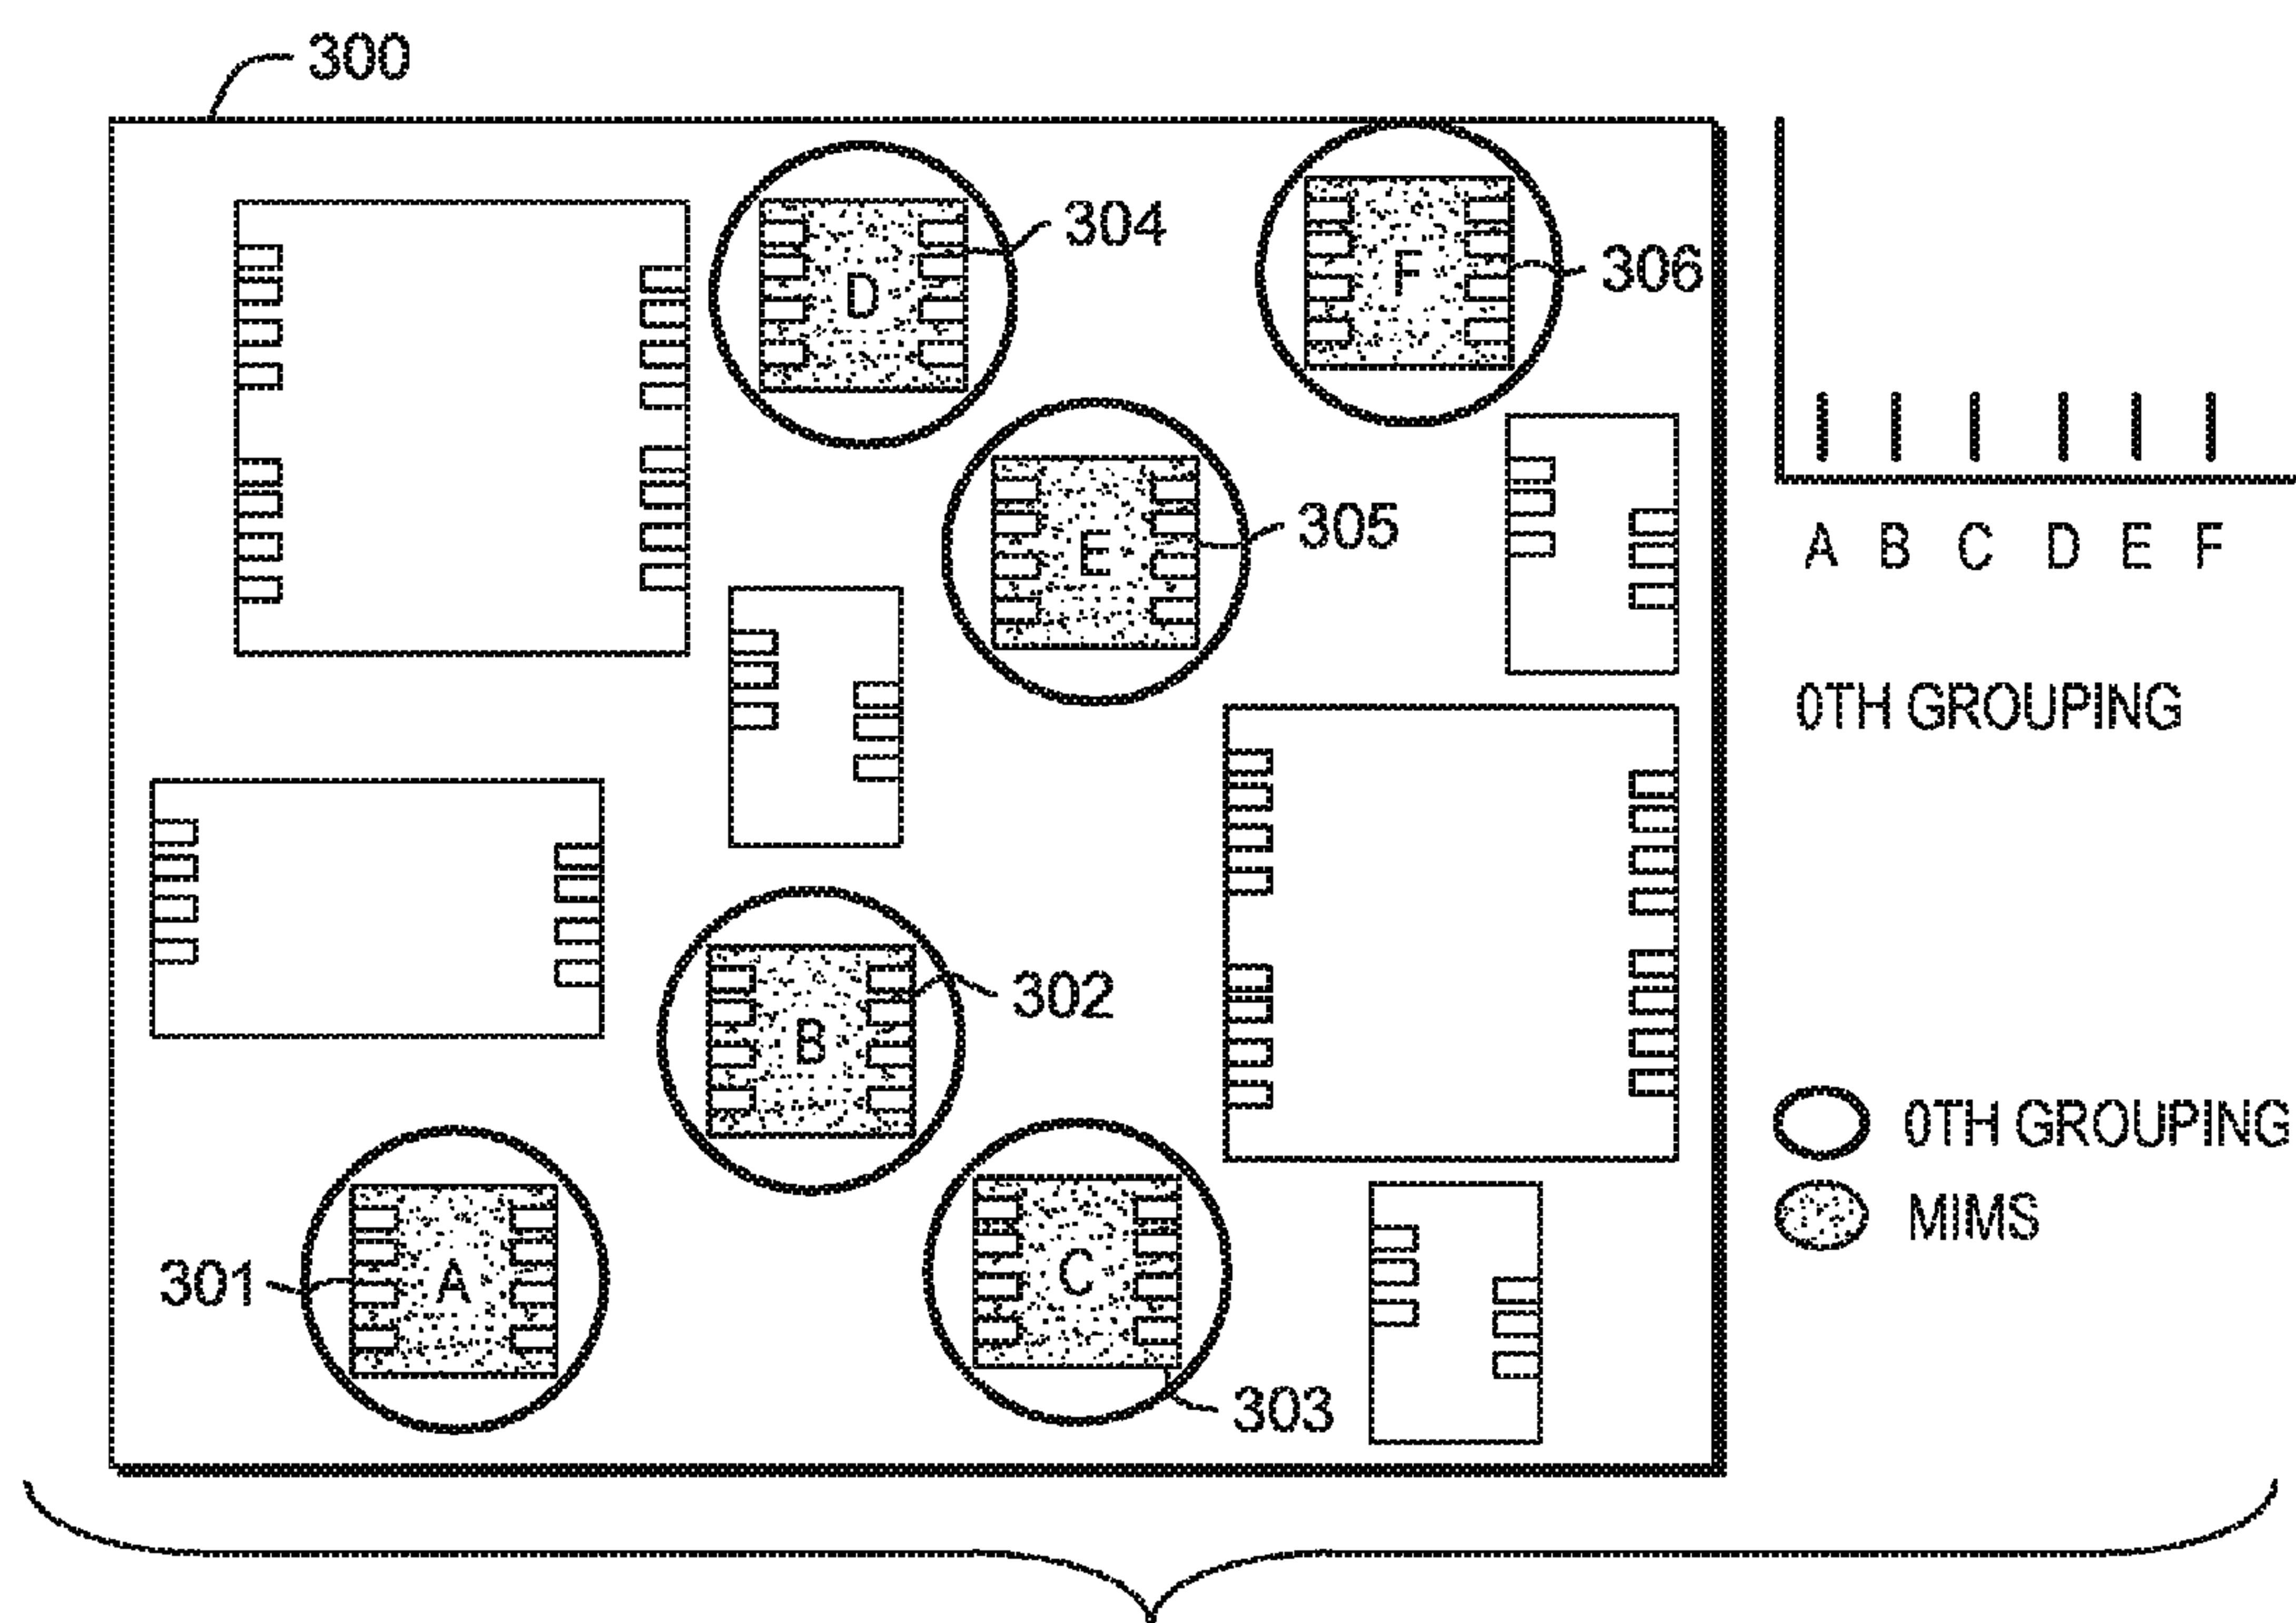 300
D
304
F
306
E
305
A B C D E F
0TH GROUPING
B
302
0TH GROUPING
MIMS
301
A
C
303